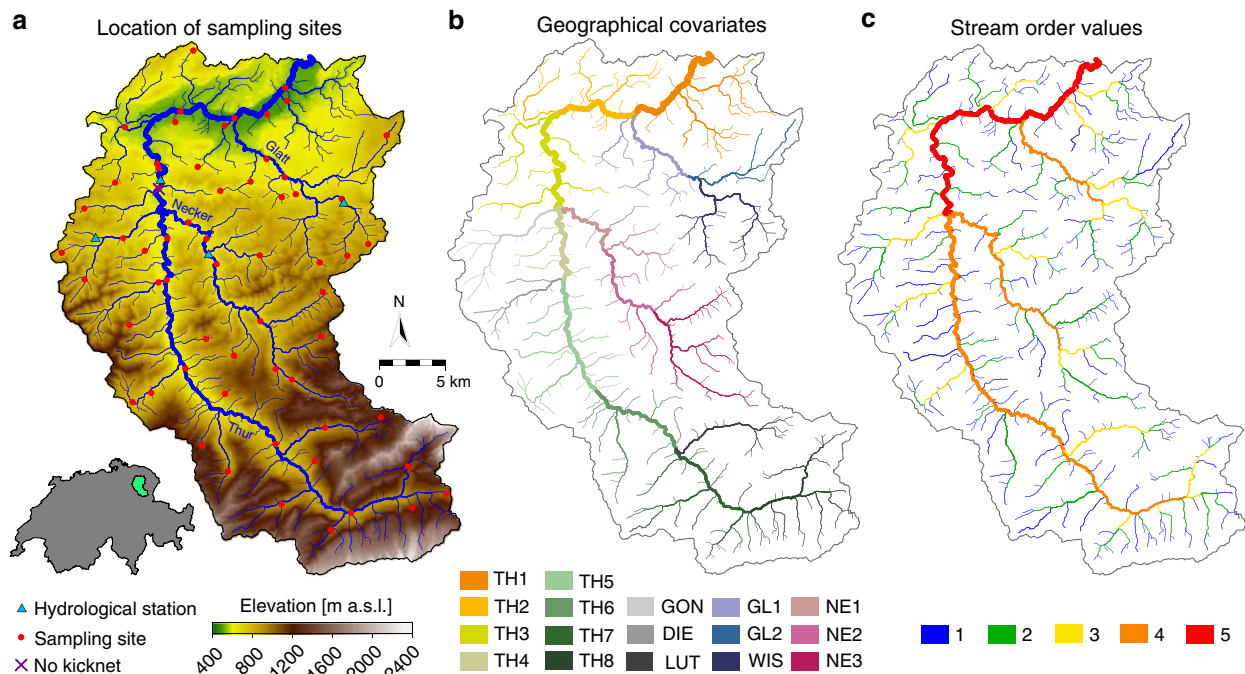 a
Location of sampling sites
Glatt
Necker
Thur
N
0 5 km
Hydrological station
Sampling site
No kicknet
Elevation [m a.s.l.]
400 800 1200 1600 2000 2400
b
Geographical covariates
TH1
TH2
TH3
TH4
TH5
TH6
TH7
TH8
GON
DIE
LUT
GL1
GL2
WIS
NE1
NE2
NE3
c
Stream order values
1 2 3 4 5